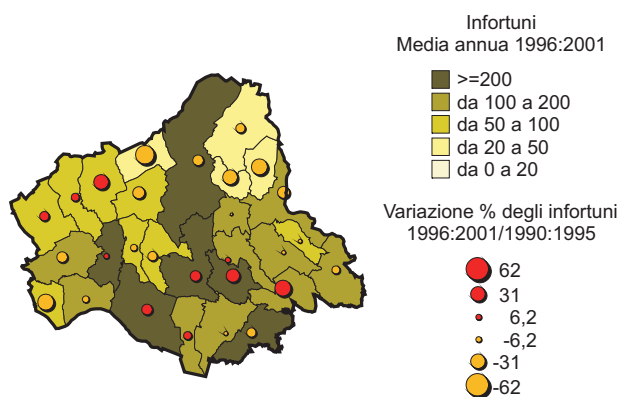 Infortuni
Media annua 1996:2001
>=200
da 100 a 200
da 50 a 100
da 20 a 50
da 0 a 20
Variazione % degli infortuni
1996:2001/1990:1995
62
31
6,2
-6,2
-31
-62